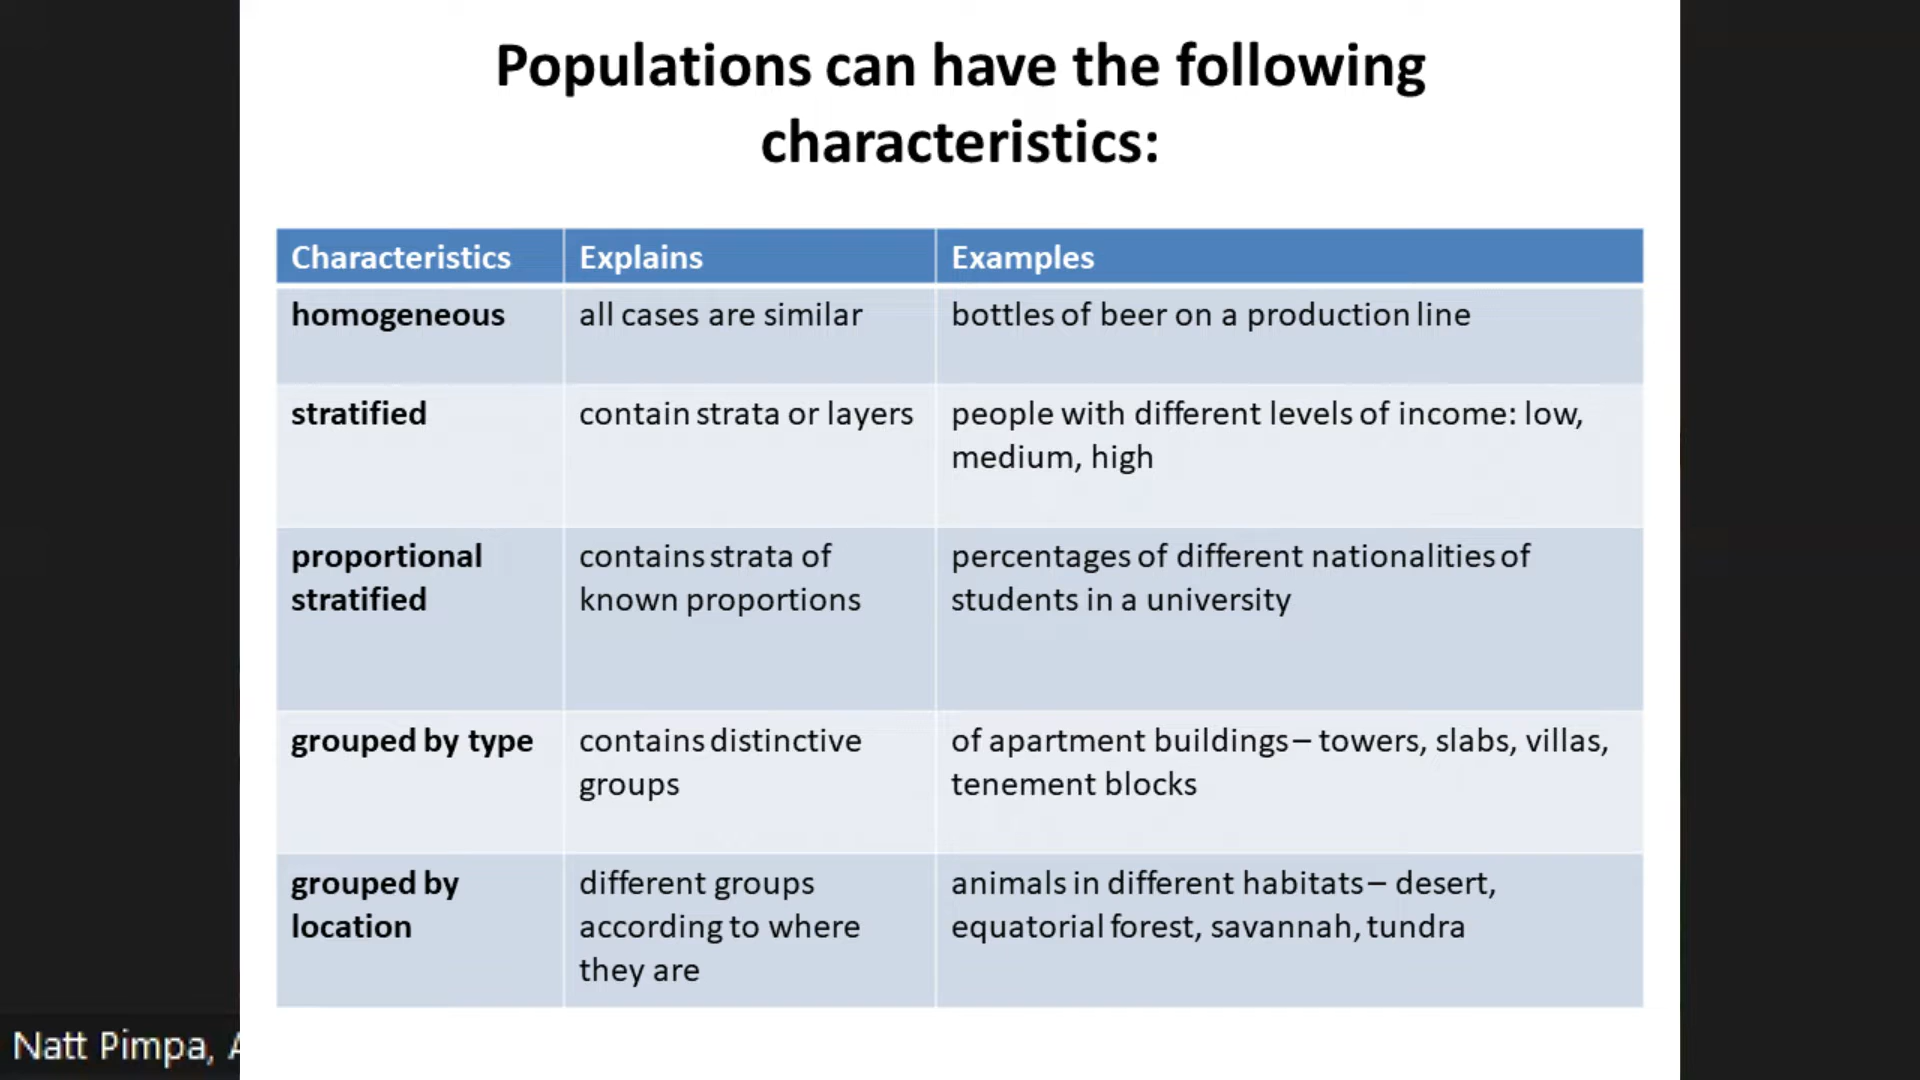 Populations can have the following
characteristics:
Characteristics
Explains
Examples
homogeneous
all cases are similar
bottles of beer on a production line
stratified
contain strata or layers
people with different levels of income: low,
medium, high
proportional
stratified
contains strata of
known proportions
percentages of different nationalities of
students in a university
grouped by type
contains distinctive
groups
of apartment buildings – towers, slabs, villas,
tenement blocks
grouped by
location
different groups
according to where
they are
animals in different habitats – desert,
equatorial forest, savannah, tundra
Natt Pimpa,